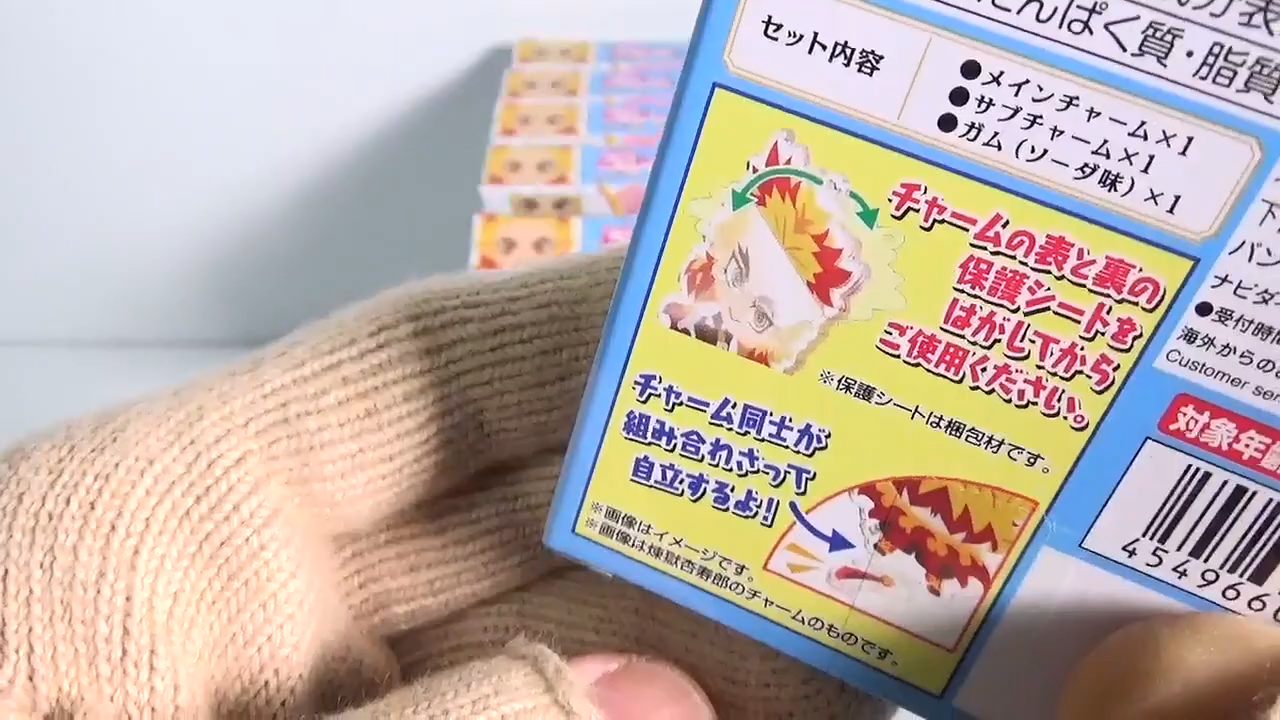 たんぱく質・脂質
セット内容
●メインチャーム×1
●サブチャーム×1
●ガム（ソーダ味）×1
チャームの表と裏の
保護シートを
はがしてから
ご使用ください。
※保護シートは梱包材です。
チャーム同士が
組み合わさって
自立するよ！
※画像はイメージです。
※画像は煉獄杏寿郎のチャームのものです。
バン
ナビダ
●受付時間
海外からの
Customer se
対象年齢
454966